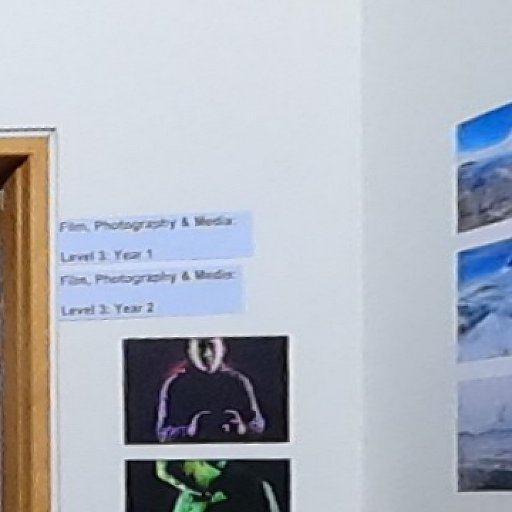 Film, Photography & Media:
Level 3: Year 1
Film, Photography & Media:
Level 3: Year 2